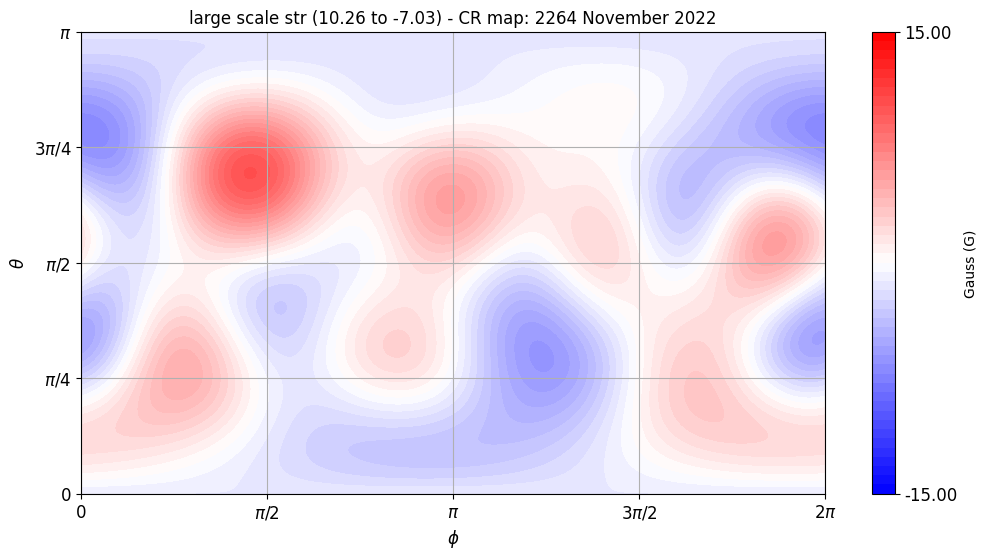 large scale str (10.26 to -7.03) - CR map: 2264 November 2022
π
3π/4
θ
π/2
π/4
0
0
π/2
π
3π/2
2π
ϕ
15.00
Gauss (G)
-15.00